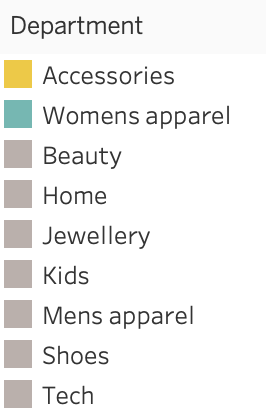 Department
Accessories
Womens apparel
Beauty
Home
Jewellery
Kids
Mens apparel
Shoes
Tech